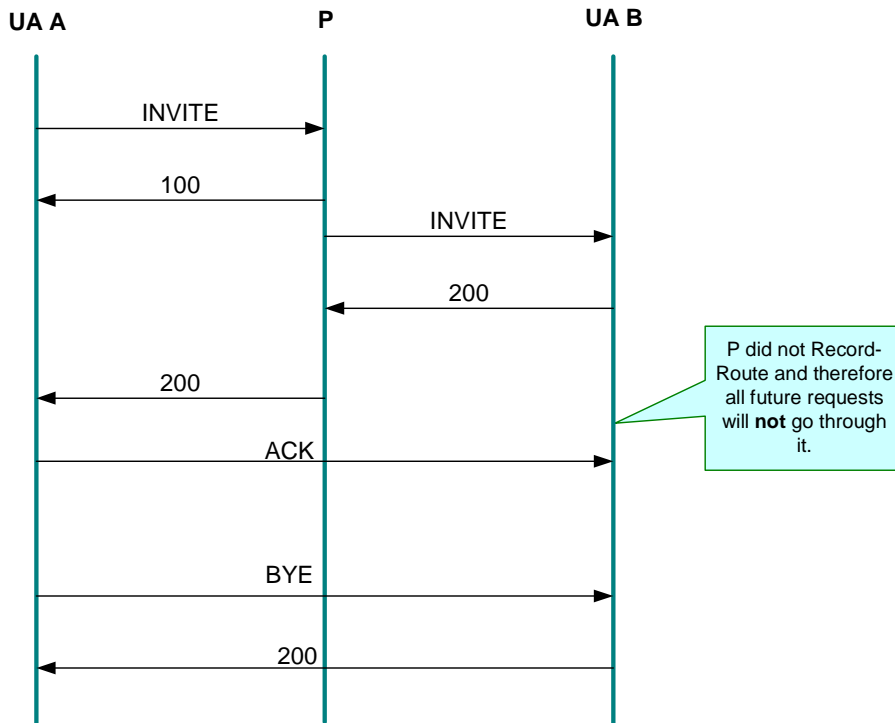 UA A
P
UA B
INVITE
100
INVITE
200
200
P did not Record-
Route and therefore
all future requests
will not go through
it.
ACK
BYE
200